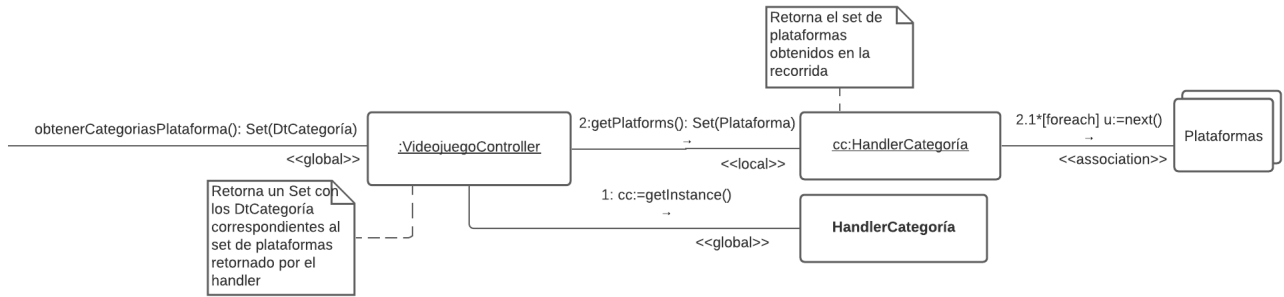 Retorna el set de
plataformas
obtenidos en la
recorrida
obtenerCategoriasPlataforma(): Set(DtCategoría)
<<global>>
:VideojuegoController
2:getPlatforms(): Set(Plataforma)
→
<<local>>
cc:HandlerCategoría
2.1*[foreach] u:=next()
→
<<association>>
Plataformas
Retorna un Set con
los DtCategoría
correspondientes al
set de plataformas
retornado por el
handler
1: cc:=getInstance()
→
<<global>>
HandlerCategoría